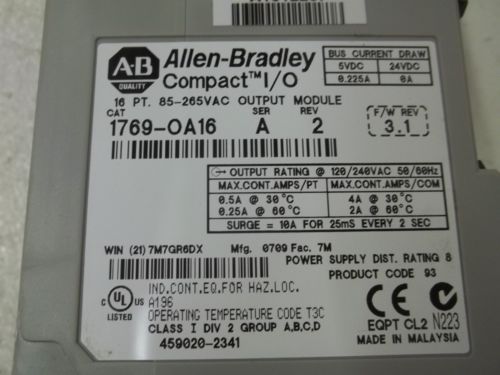 A-B
QUALITY
Allen-Bradley
Compact™ I/O
BUS CURRENT DRAW
5VDC 24VDC
0.225A 0A
16 PT. 85-265VAC OUTPUT MODULE
CAT SER REV
1769-OA16 A 2
F/W REV
3.1
OUTPUT RATING @ 120/240VAC 50/60Hz
MAX.CONT.AMPS/PT MAX.CONT.AMPS/COM
0.5A @ 30°C 4A @ 30°C
0.25A @ 60°C 2A @ 60°C
SURGE = 10A FOR 25mS EVERY 2 SEC
WIN (21) 7M7GR6DX Mfg. 0709 Fac. 7M
POWER SUPPLY DIST. RATING 8
PRODUCT CODE 93
IND.CONT.EQ.FOR HAZ.LOC.
A196
OPERATING TEMPERATURE CODE T3C
CLASS I DIV 2 GROUP A,B,C,D
459020-2341
C UL US
LISTED
CE
EQPT CL2 N223
MADE IN MALAYSIA